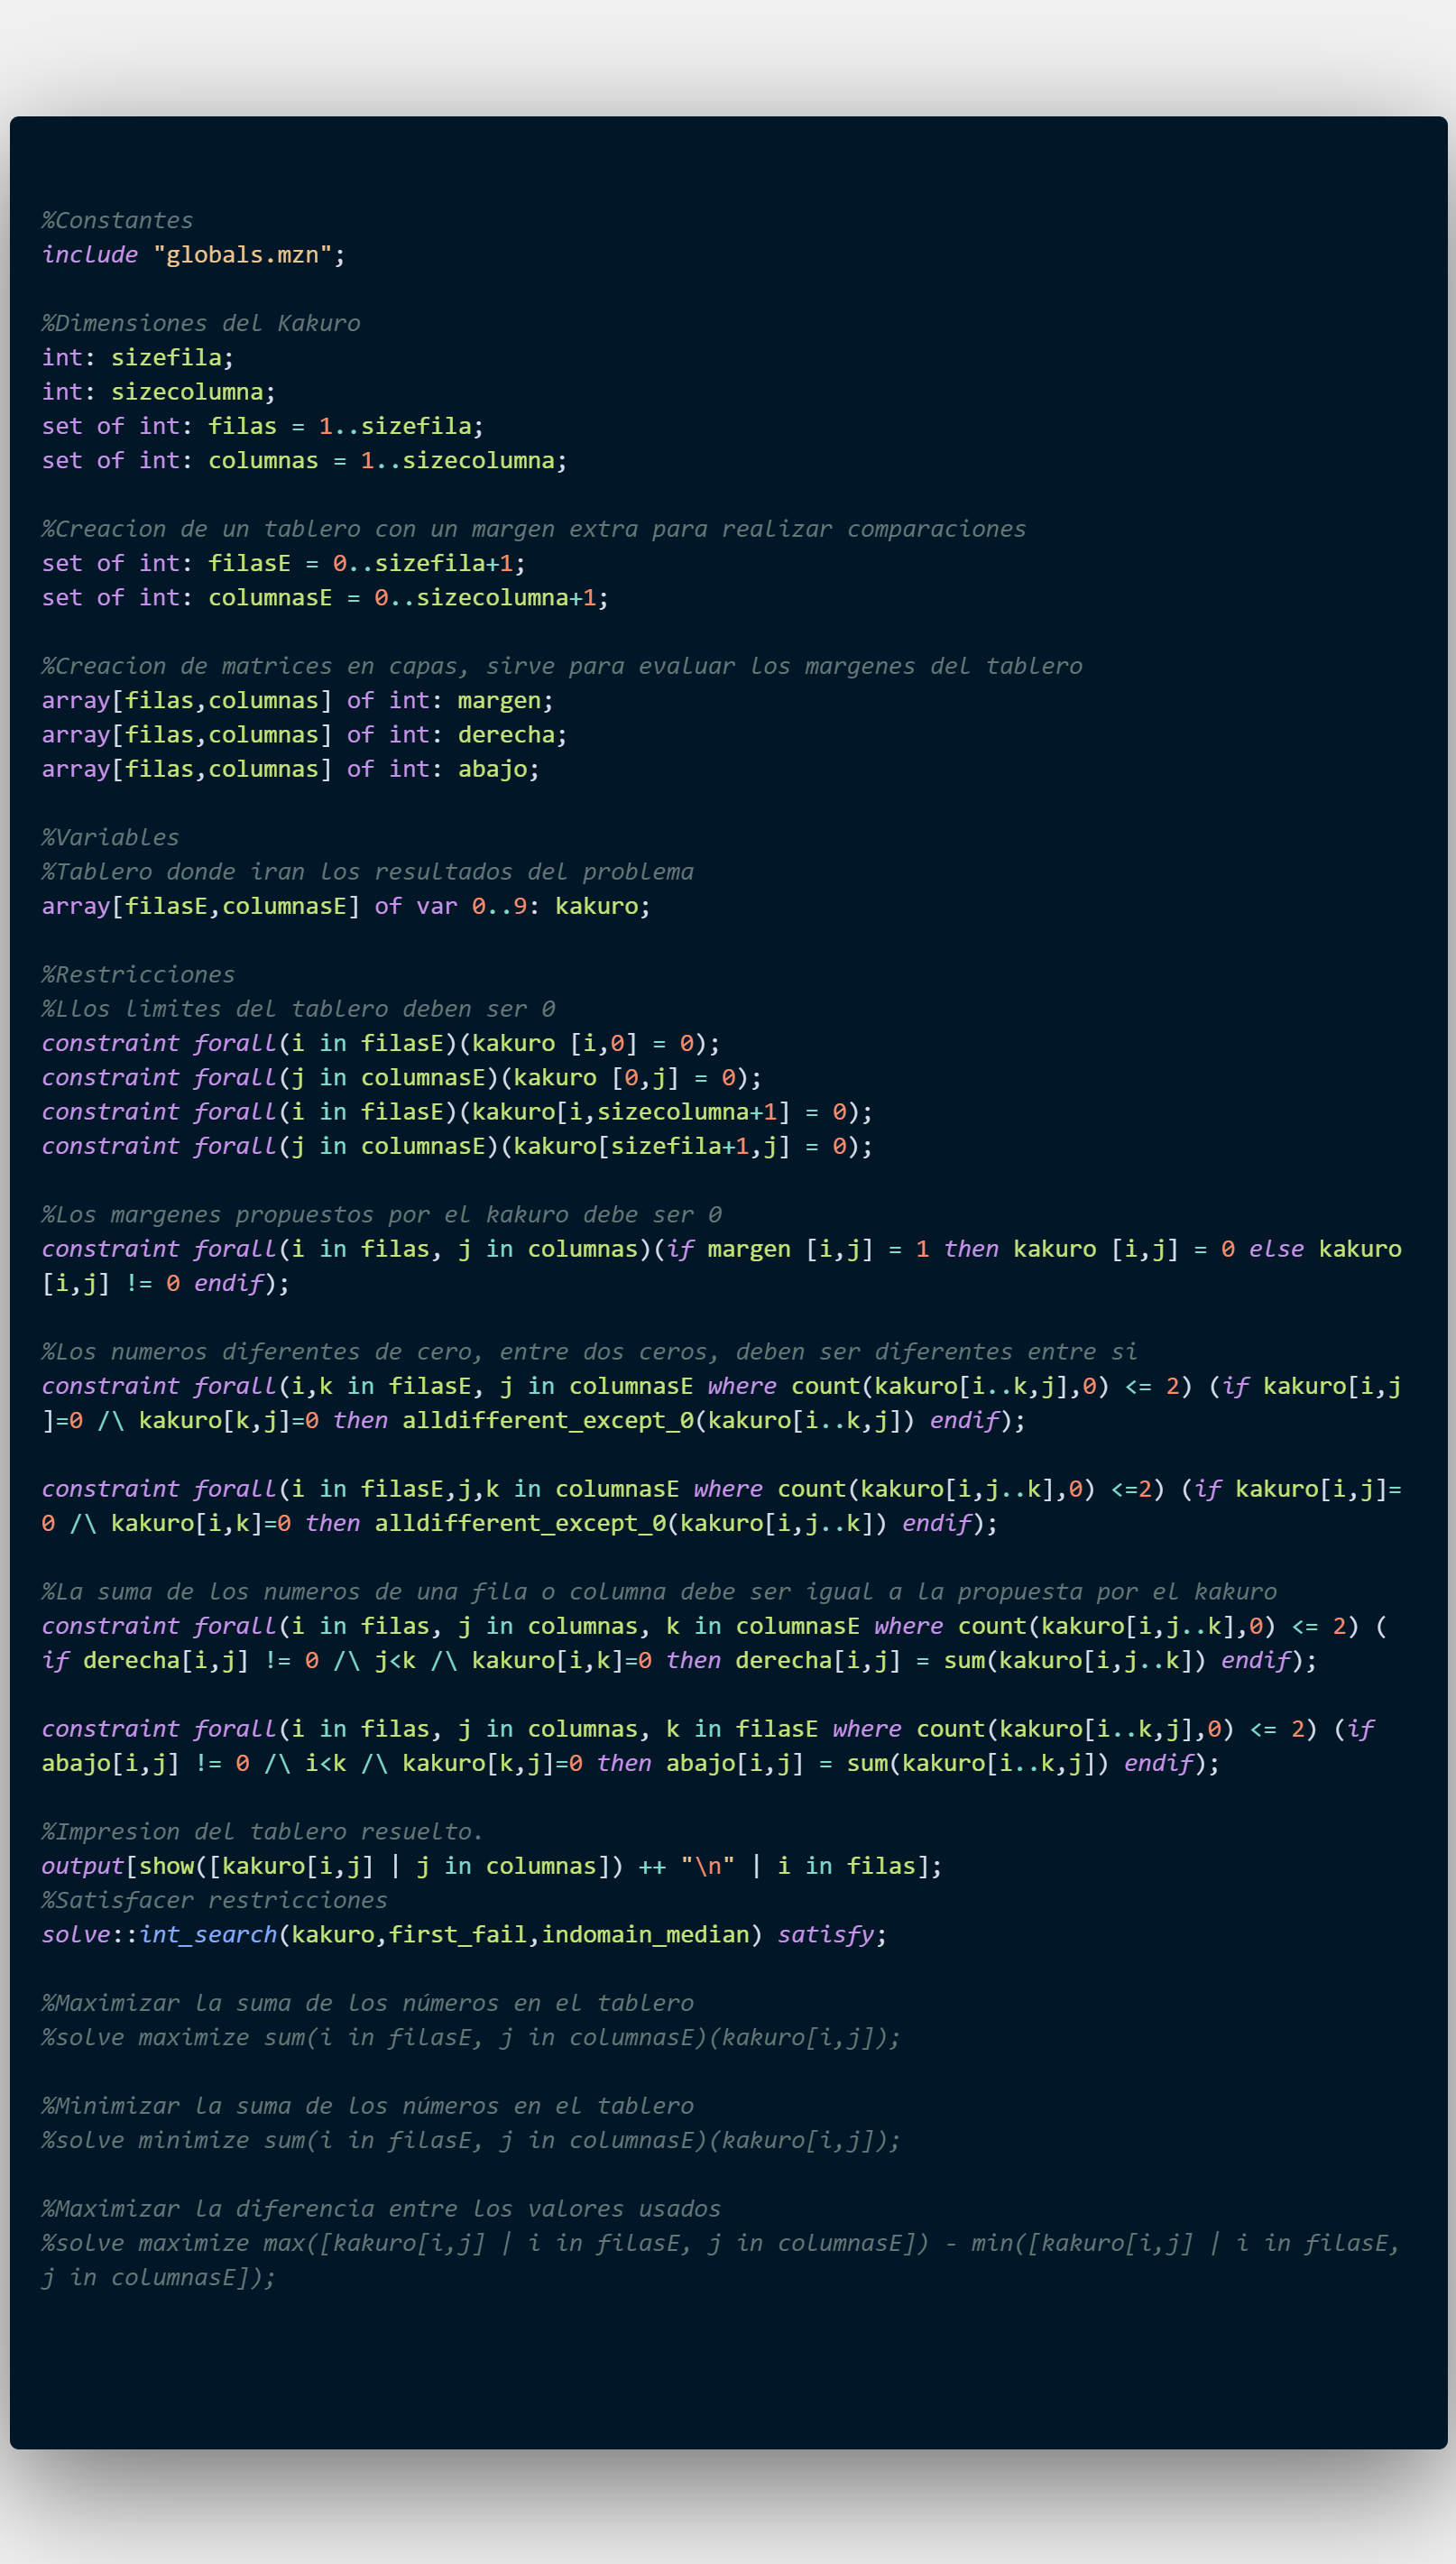 %Constantes
include "globals.mzn";
%Dimensiones del Kakuro
int: sizefila;
int: sizecolumna;
set of int: filas = 1..sizefila;
set of int: columnas = 1..sizecolumna;
%Creacion de un tablero con un margen extra para realizar comparaciones
set of int: filasE = 0..sizefila+1;
set of int: columnasE = 0..sizecolumna+1;
%Creacion de matrices en capas, sirve para evaluar los margenes del tablero
array[filas,columnas] of int: margen;
array[filas,columnas] of int: derecha;
array[filas,columnas] of int: abajo;
%Variables
%Tablero donde iran los resultados del problema
array[filasE,columnasE] of var 0..9: kakuro;
%Restricciones
%Llos limites del tablero deben ser 0
constraint forall(i in filasE)(kakuro [i,0] = 0);
constraint forall(j in columnasE)(kakuro [0,j] = 0);
constraint forall(i in filasE)(kakuro[i,sizecolumna+1] = 0);
constraint forall(j in columnasE)(kakuro[sizefila+1,j] = 0);
%Los margenes propuestos por el kakuro debe ser 0
constraint forall(i in filas, j in columnas)(if margen [i,j] = 1 then kakuro [i,j] = 0 else kakuro
[i,j] != 0 endif);
%Los numeros diferentes de cero, entre dos ceros, deben ser diferentes entre si
constraint forall(i,k in filasE, j in columnasE where count(kakuro[i..k,j],0) <= 2) (if kakuro[i,j
]=0 /\ kakuro[k,j]=0 then alldifferent_except_0(kakuro[i..k,j]) endif);
constraint forall(i in filasE,j,k in columnasE where count(kakuro[i,j..k],0) <=2) (if kakuro[i,j]=
0 /\ kakuro[i,k]=0 then alldifferent_except_0(kakuro[i,j..k]) endif);
%La suma de los numeros de una fila o columna debe ser igual a la propuesta por el kakuro
constraint forall(i in filas, j in columnas, k in columnasE where count(kakuro[i,j..k],0) <= 2) (
if derecha[i,j] != 0 /\ j<k /\ kakuro[i,k]=0 then derecha[i,j] = sum(kakuro[i,j..k]) endif);
constraint forall(i in filas, j in columnas, k in filasE where count(kakuro[i..k,j],0) <= 2) (if
abajo[i,j] != 0 /\ i<k /\ kakuro[k,j]=0 then abajo[i,j] = sum(kakuro[i..k,j]) endif);
%Impresion del tablero resuelto.
output[show([kakuro[i,j] | j in columnas]) ++ "\n" | i in filas];
%Satisfacer restricciones
solve::int_search(kakuro,first_fail,indomain_median) satisfy;
%Maximizar la suma de los números en el tablero
%solve maximize sum(i in filasE, j in columnasE)(kakuro[i,j]);
%Minimizar la suma de los números en el tablero
%solve minimize sum(i in filasE, j in columnasE)(kakuro[i,j]);
%Maximizar la diferencia entre los valores usados
%solve maximize max([kakuro[i,j] | i in filasE, j in columnasE]) - min([kakuro[i,j] | i in filasE,
j in columnasE]);